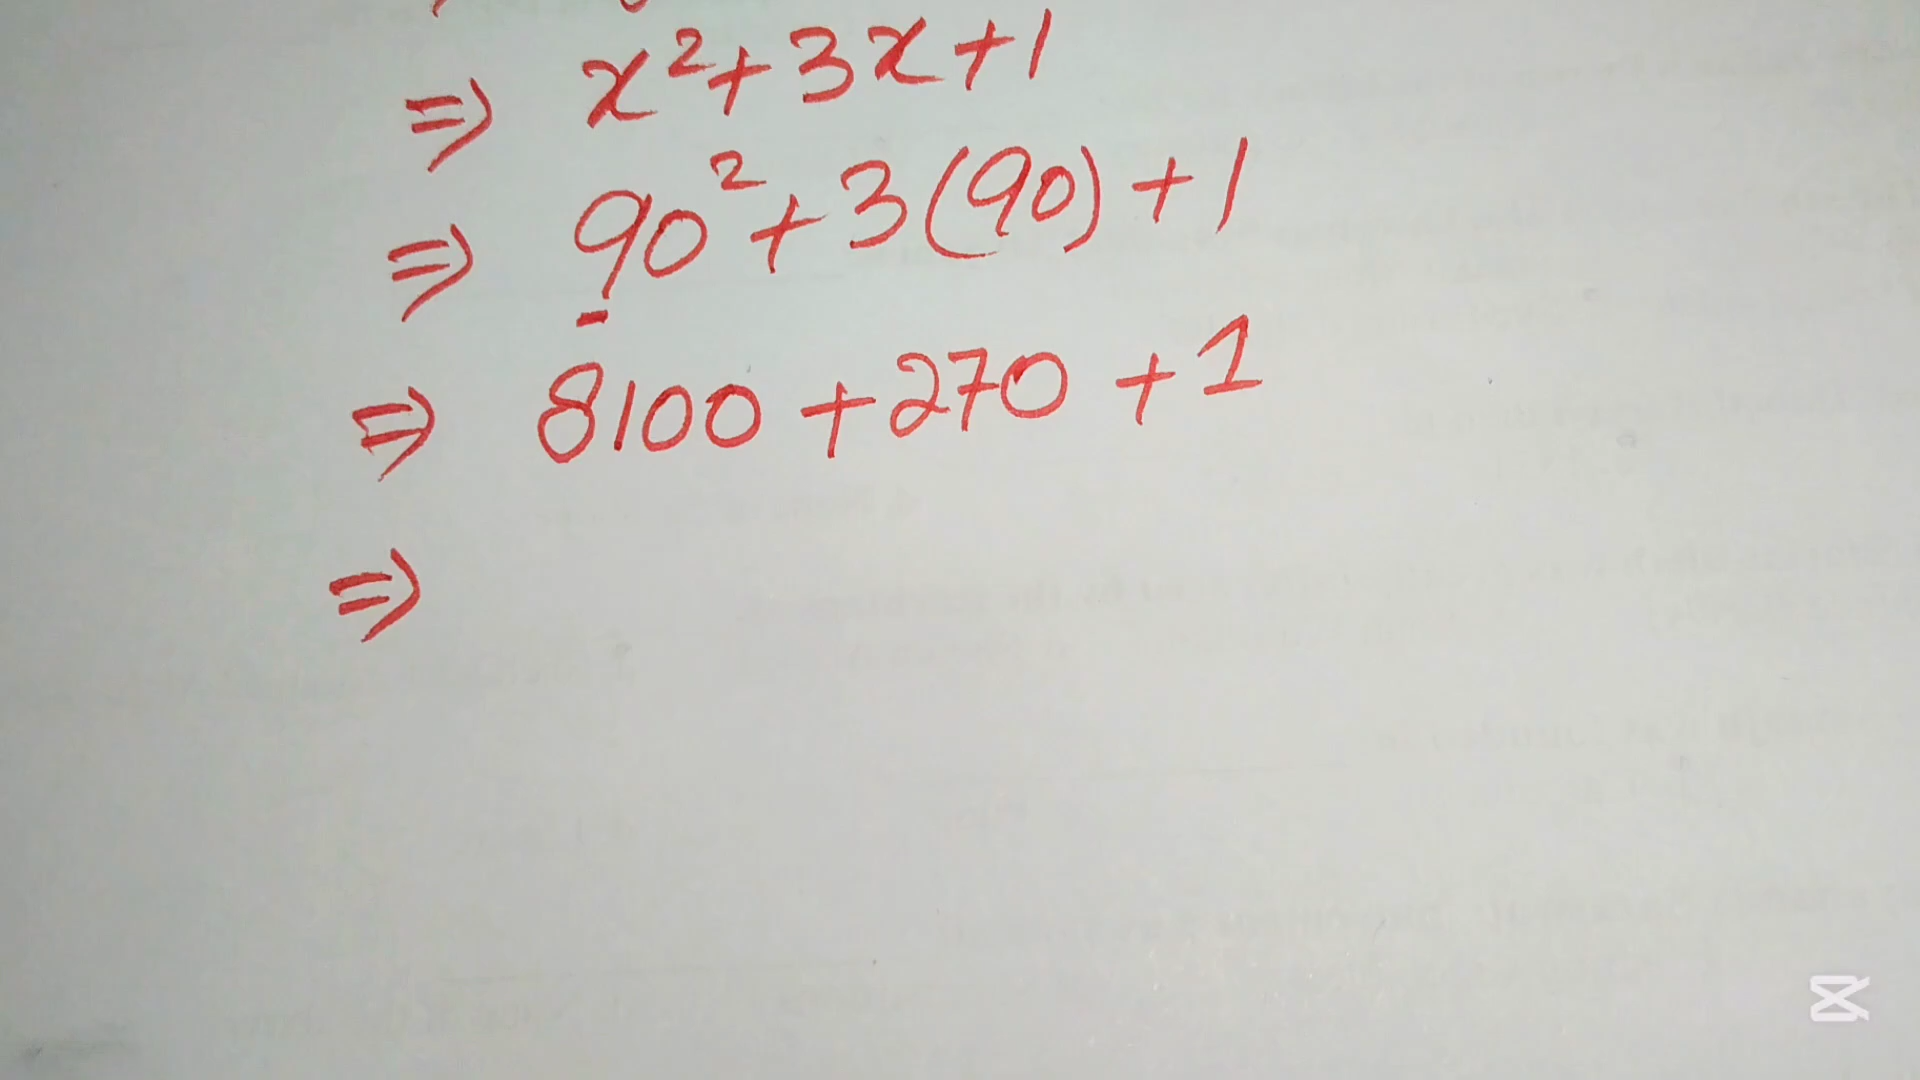 ⇒ x²+3x+1
⇒ 90²+3(90)+1
⇒ 8100+270+1
⇒